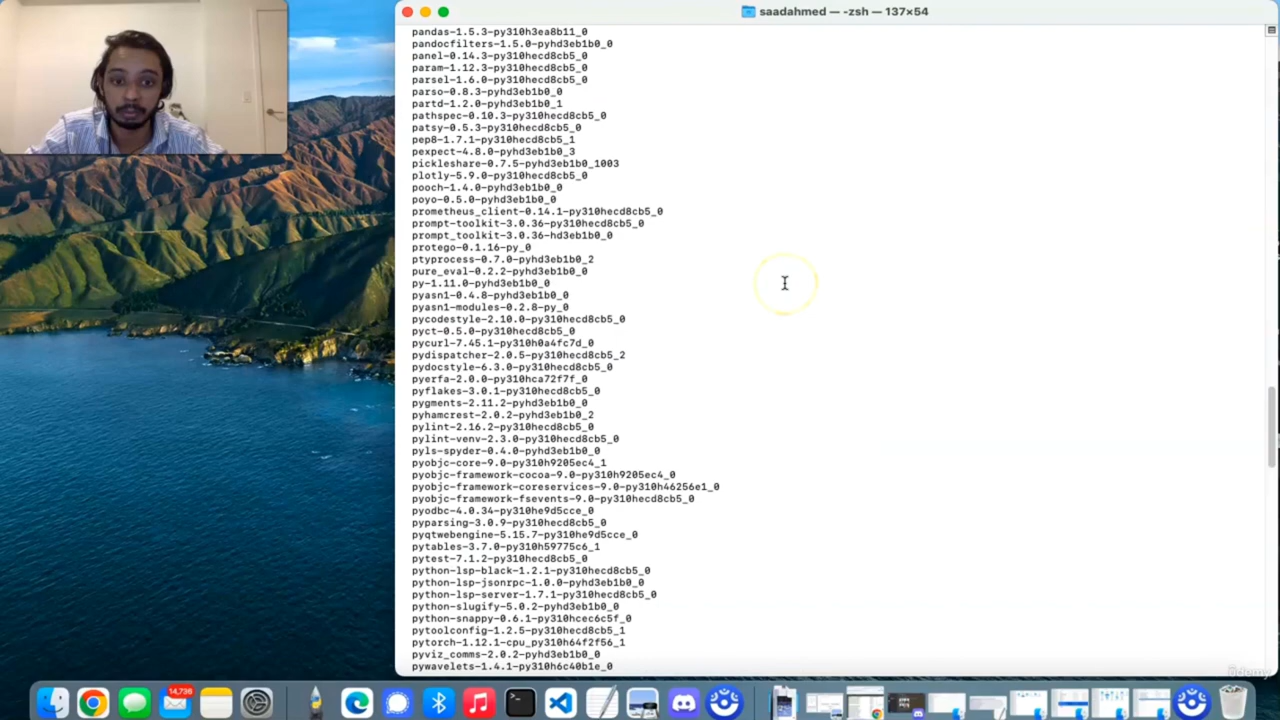 saadahmed — -zsh — 137×54
pandas-1.5.3-py310h3ea8b11_0
pandocfilters-1.5.0-pyhd3eb1b0_0
panel-0.14.3-py310hecd8cb5_0
param-1.12.3-py310hecd8cb5_0
parsel-1.6.0-py310hecd8cb5_0
parso-0.8.3-pyhd3eb1b0_0
partd-1.2.0-pyhd3eb1b0_1
pathspec-0.10.3-py310hecd8cb5_0
patsy-0.5.3-py310hecd8cb5_0
pep8-1.7.1-py310hecd8cb5_1
pexpect-4.8.0-pyhd3eb1b0_3
pickleshare-0.7.5-pyhd3eb1b0_1003
plotly-5.9.0-py310hecd8cb5_0
pooch-1.4.0-pyhd3eb1b0_0
poyo-0.5.0-pyhd3eb1b0_0
prometheus_client-0.14.1-py310hecd8cb5_0
prompt-toolkit-3.0.36-py310hecd8cb5_0
prompt_toolkit-3.0.36-hd3eb1b0_0
protego-0.1.16-py_0
ptyprocess-0.7.0-pyhd3eb1b0_2
pure_eval-0.2.2-pyhd3eb1b0_0
py-1.11.0-pyhd3eb1b0_0
pyasn1-0.4.8-pyhd3eb1b0_0
pyasn1-modules-0.2.8-py_0
pycodestyle-2.10.0-py310hecd8cb5_0
pyct-0.5.0-py310hecd8cb5_0
pycurl-7.45.1-py310h0a4fc7d_0
pydispatcher-2.0.5-py310hecd8cb5_2
pydocstyle-6.3.0-py310hecd8cb5_0
pyerfa-2.0.0-py310hca72f7f_0
pyflakes-3.0.1-py310hecd8cb5_0
pygments-2.11.2-pyhd3eb1b0_0
pyhamcrest-2.0.2-pyhd3eb1b0_2
pylint-2.16.2-py310hecd8cb5_0
pylint-venv-2.3.0-py310hecd8cb5_0
pyls-spyder-0.4.0-pyhd3eb1b0_0
pyobjc-core-9.0-py310h9205ec4_1
pyobjc-framework-cocoa-9.0-py310h9205ec4_0
pyobjc-framework-coreservices-9.0-py310h46256e1_0
pyobjc-framework-fsevents-9.0-py310hecd8cb5_0
pyodbc-4.0.34-py310he9d5cce_0
pyparsing-3.0.9-py310hecd8cb5_0
pyqtwebengine-5.15.7-py310he9d5cce_0
pytables-3.7.0-py310h59775c6_1
pytest-7.1.2-py310hecd8cb5_0
python-lsp-black-1.2.1-py310hecd8cb5_0
python-lsp-jsonrpc-1.0.0-pyhd3eb1b0_0
python-lsp-server-1.7.1-py310hecd8cb5_0
python-slugify-5.0.2-pyhd3eb1b0_0
python-snappy-0.6.1-py310hcec6c5f_0
pytoolconfig-1.2.5-py310hecd8cb5_1
pytorch-1.12.1-cpu_py310h64f2f56_1
pyviz_comms-2.0.2-pyhd3eb1b0_0
pywavelets-1.4.1-py310h6c40b1e_0
ûdemy
14,736